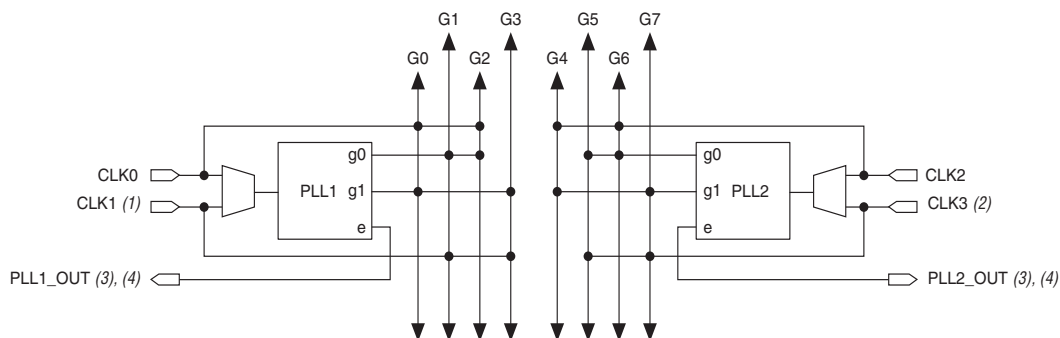 G1 G3 G5 G7
G0 G2 G4 G6
g0 g0
CLK0 CLK2
PLL1 g1 g1 PLL2
CLK1 (1) CLK3 (2)
e e
PLL1_OUT (3), (4) PLL2_OUT (3), (4)